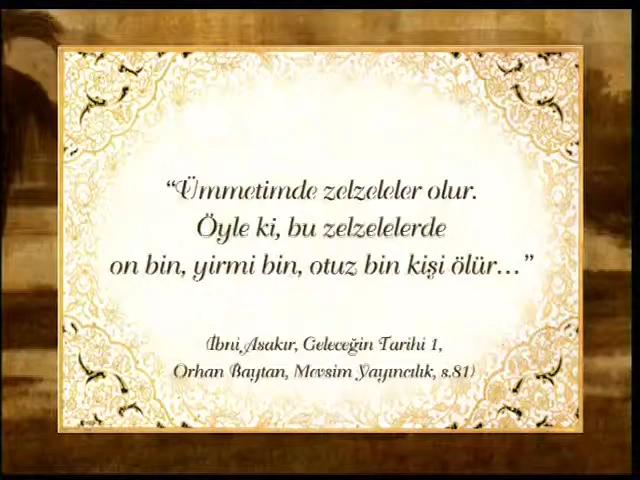 “Ümmetimde zelzeleler olur.
Öyle ki, bu zelzelelerde
on bin, yirmi bin, otuz bin kişi ölür...”
İbni Asakır, Geleceğin Tarihi 1,
Orhan Baytan, Mevsim Yayıncılık, s.81)